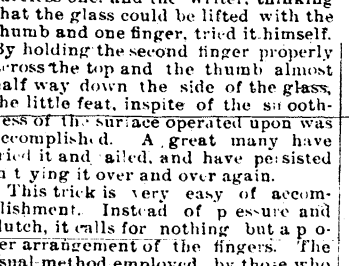 one, and the writer, thinking
that the glass could be lifted with the
thumb and one finger, tried it himself.
By holding the second finger properly
across the top and the thumb almost
half way down the side of the glass,
the little feat, inspite of the smooth-
ness of the surface operated upon was
accomplished. A great many have
tried it and failed, and have persisted
in trying it over and over again.
This trick is very easy of accom-
plishment. Instead of pressure and
clutch, it calls for nothing but a pro-
per arrangement of the fingers. The
usual method employed by those who